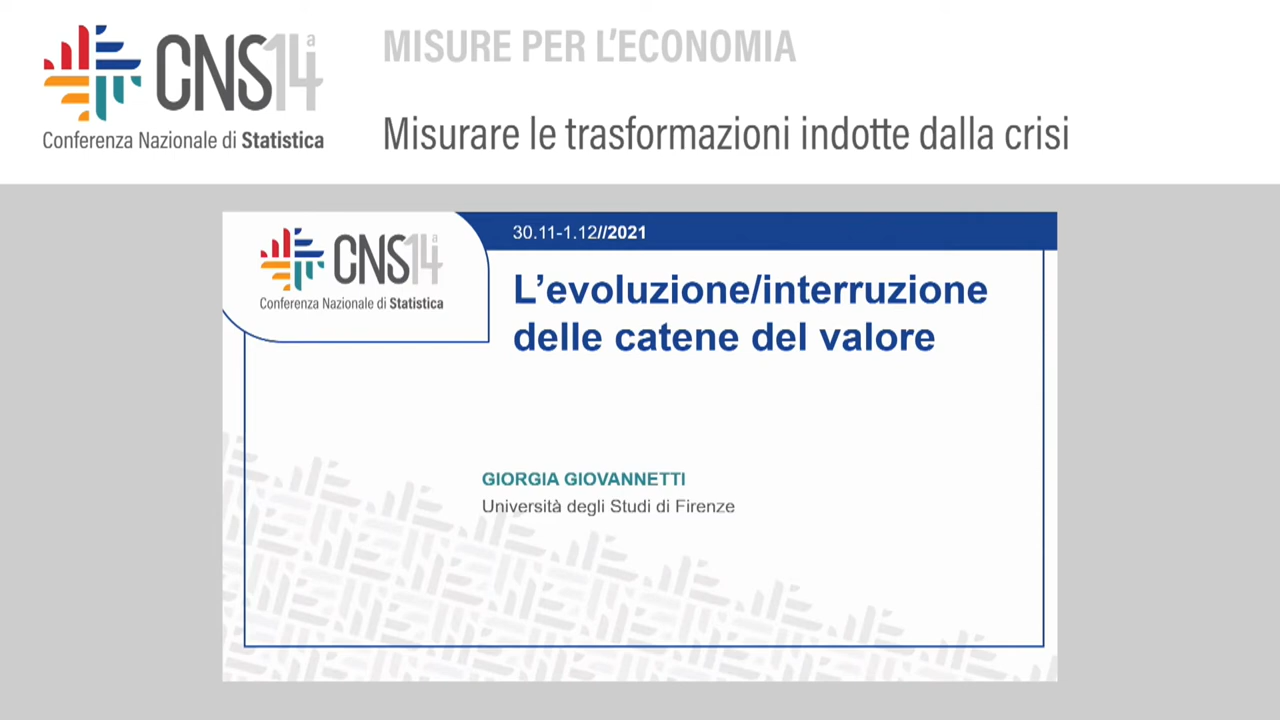 CNS14a
Conferenza Nazionale di Statistica
MISURE PER L'ECONOMIA
Misurare le trasformazioni indotte dalla crisi
CNS14a
Conferenza Nazionale di Statistica
30.11-1.12//2021
L'evoluzione/interruzione
delle catene del valore
GIORGIA GIOVANNETTI
Università degli Studi di Firenze